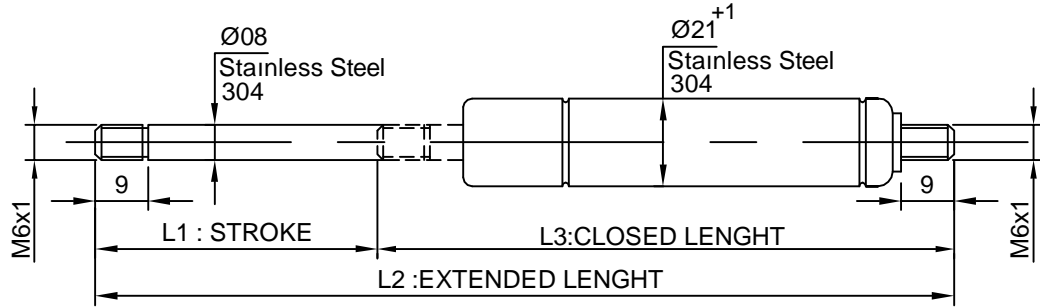 Ø08
Stainless Steel
304
Ø21 +1
Stainless Steel
304
M6x1
9
9
M6x1
L1 : STROKE
L3:CLOSED LENGHT
L2 :EXTENDED LENGHT